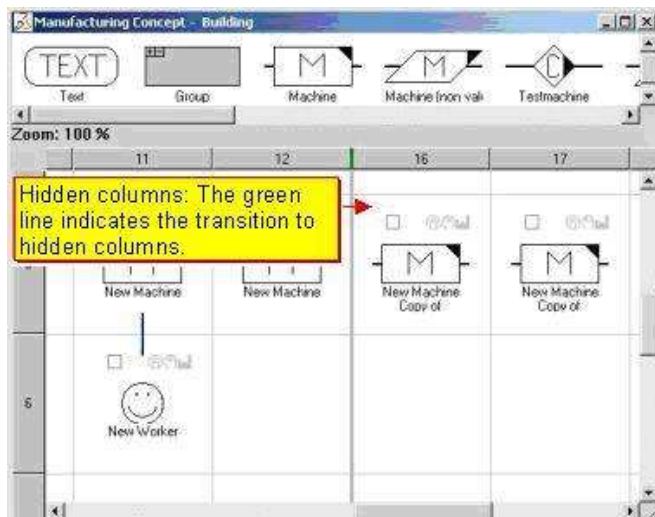 Manufacturing Concept - Building
TEXT
M
M
C
Text
Group
Machine
Machine (non valu
Testmachine
Zoom: 100 %
11
12
16
17
Hidden columns: The green
line indicates the transition to
hidden columns.
M
M
New Machine
New Machine
New Machine
Copy of
New Machine
Copy of
6
New Worker